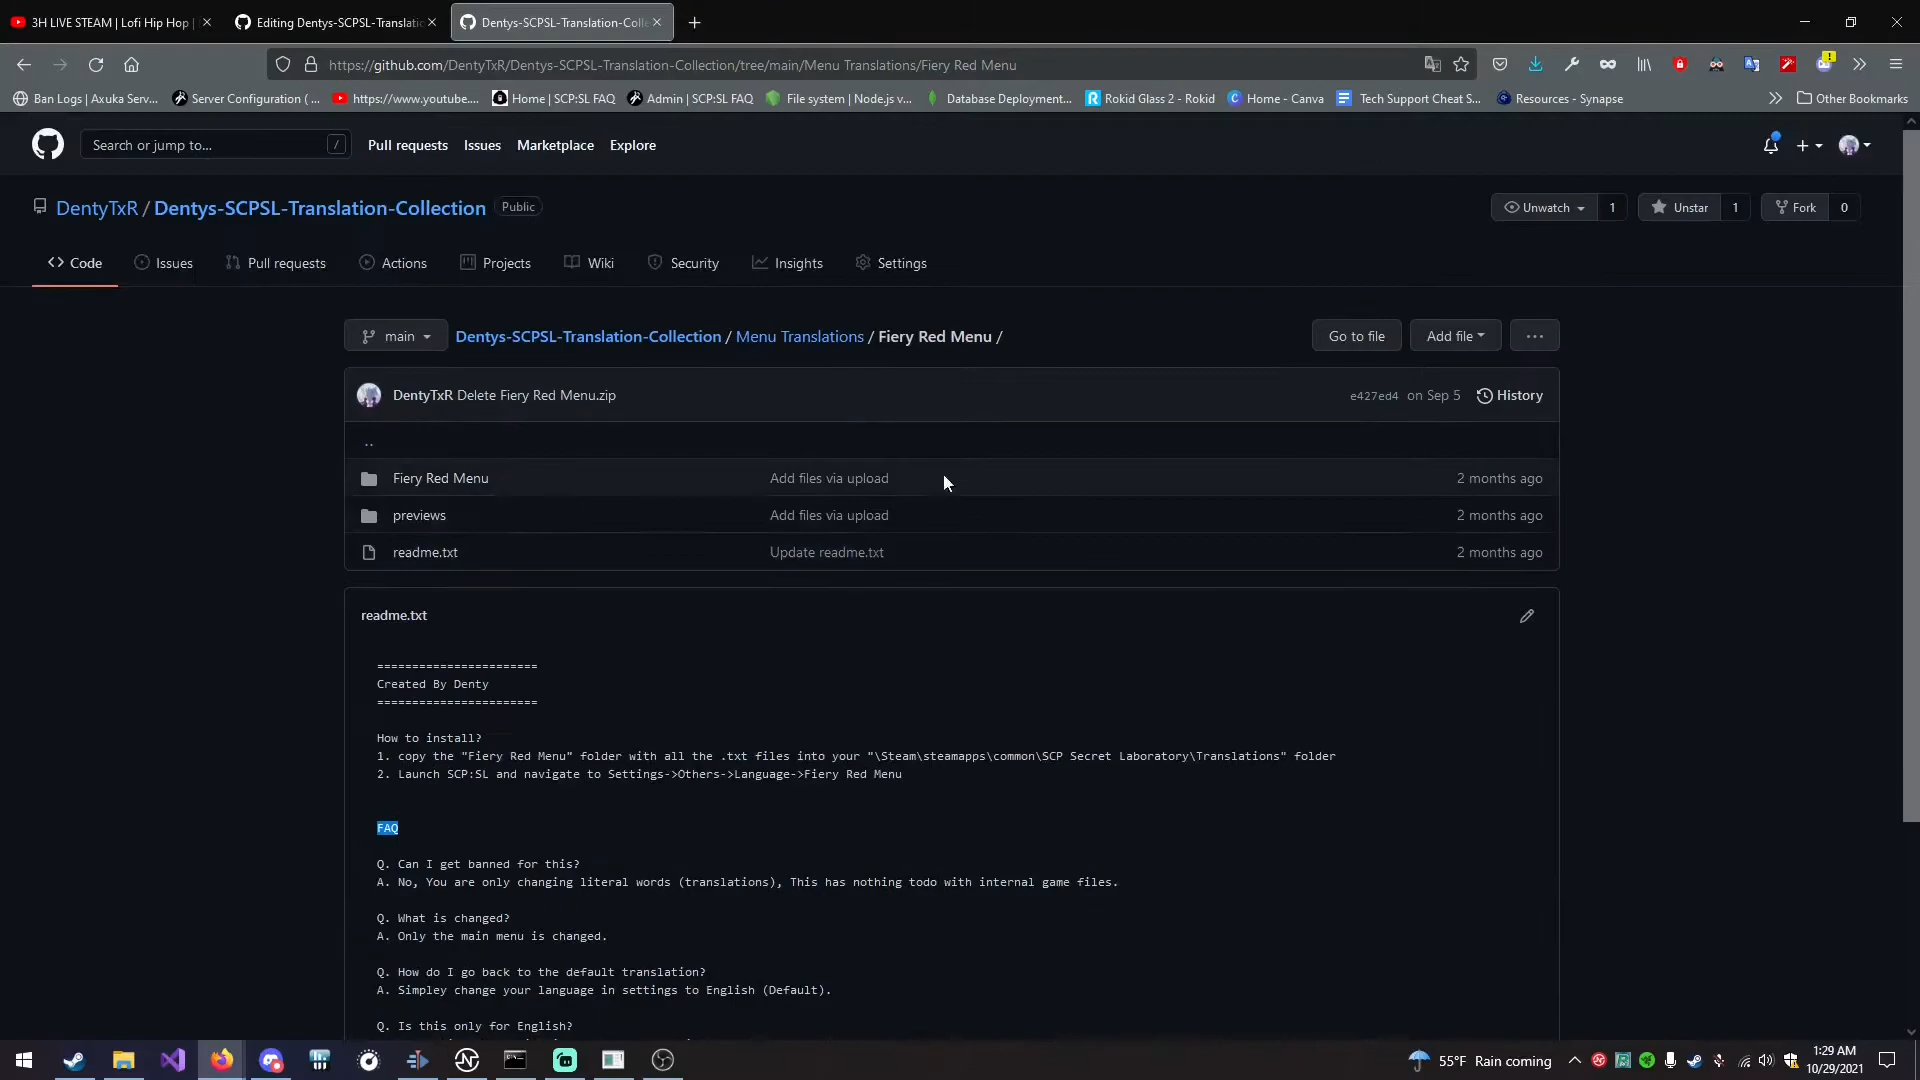 3H LIVE STEAM | Lofi Hip Hop |
Editing Dentys-SCPSL-Translatio
Dentys-SCPSL-Translation-Colle
https://github.com/DentyTxR/Dentys-SCPSL-Translation-Collection/tree/main/Menu Translations/Fiery Red Menu
Ban Logs | Axuka Serv...
Server Configuration ( ...
https://www.youtube....
Home | SCP:SL FAQ
Admin | SCP:SL FAQ
File system | Node.js v...
Database Deployment...
Rokid Glass 2 - Rokid
Home - Canva
Tech Support Cheat S...
Resources - Synapse
Other Bookmarks
Search or jump to...
/
Pull requests
Issues
Marketplace
Explore
DentyTxR / Dentys-SCPSL-Translation-Collection
Public
Unwatch
1
Unstar
1
Fork
0
Code
Issues
Pull requests
Actions
Projects
Wiki
Security
Insights
Settings
main
Dentys-SCPSL-Translation-Collection / Menu Translations / Fiery Red Menu /
Go to file
Add file
...
DentyTxR Delete Fiery Red Menu.zip
e427ed4 on Sep 5
History
..
Fiery Red Menu
Add files via upload
2 months ago
previews
Add files via upload
2 months ago
readme.txt
Update readme.txt
2 months ago
readme.txt
=======================
Created By Denty
=======================
How to install?
1. copy the "Fiery Red Menu" folder with all the .txt files into your "\Steam\steamapps\common\SCP Secret Laboratory\Translations" folder
2. Launch SCP:SL and navigate to Settings->Others->Language->Fiery Red Menu
FAQ
Q. Can I get banned for this?
A. No, You are only changing literal words (translations), This has nothing todo with internal game files.
Q. What is changed?
A. Only the main menu is changed.
Q. How do I go back to the default translation?
A. Simpley change your language in settings to English (Default).
Q. Is this only for English?
55°F Rain coming
1:29 AM
10/29/2021